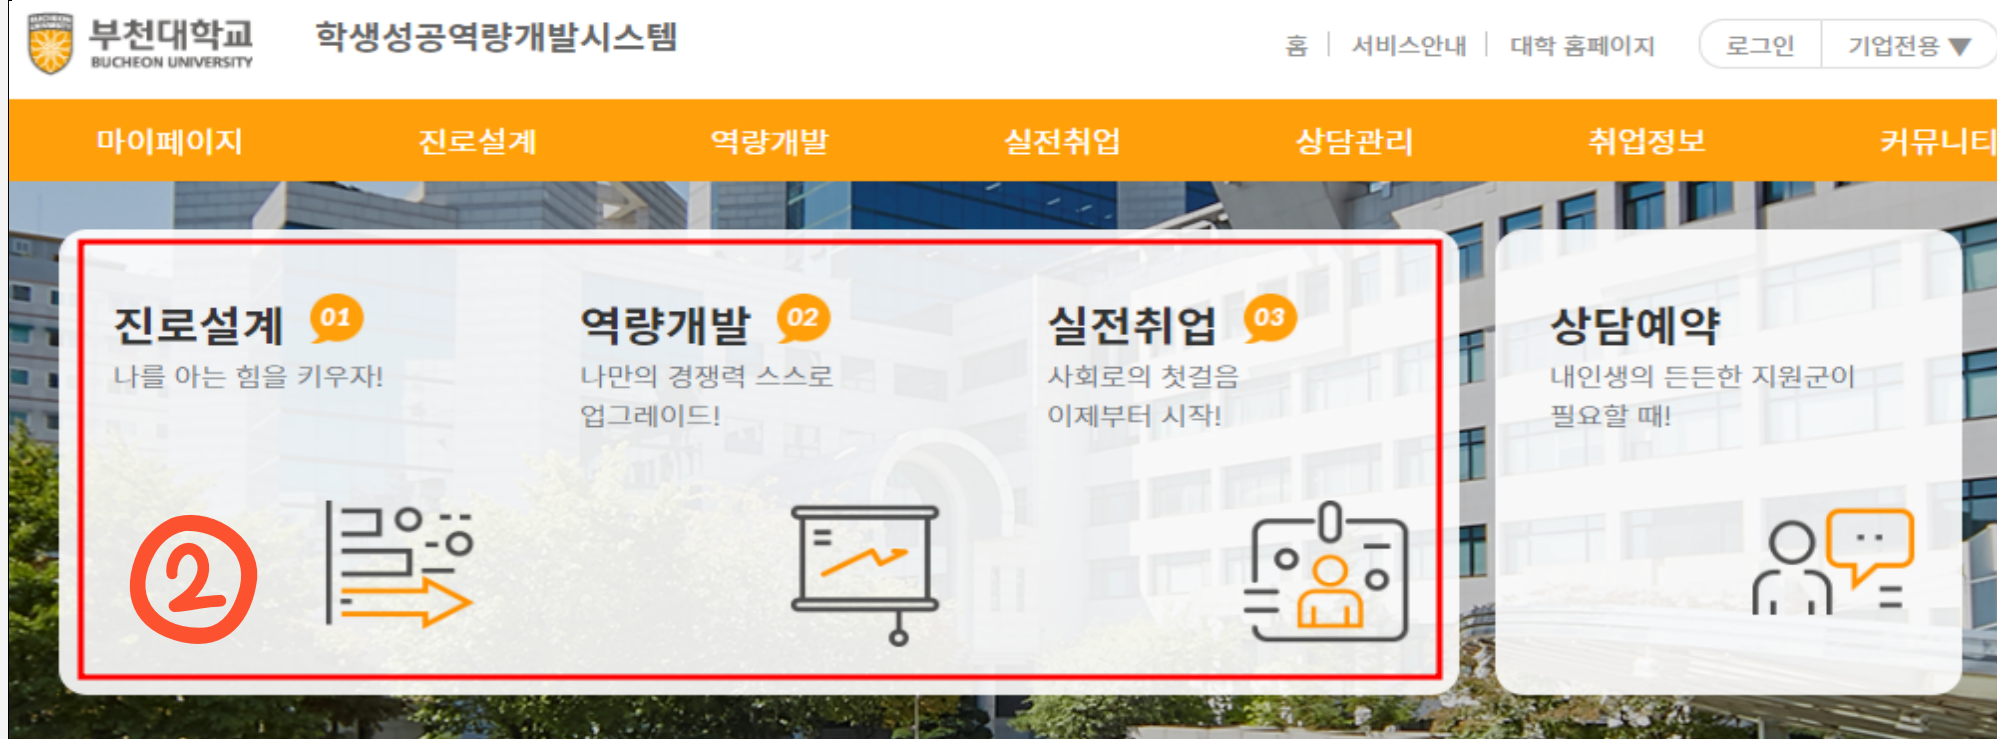 부천대학교
BUCHEON UNIVERSITY
학생성공역량개발시스템
홈 서비스안내 대학 홈페이지 로그인 기업전용 ▼
마이페이지 진로설계 역량개발 실전취업 상담관리 취업정보 커뮤니티
진로설계 01
나를 아는 힘을 키우자!
역량개발 02
나만의 경쟁력 스스로
업그레이드!
실전취업 03
사회로의 첫걸음
이제부터 시작!
상담예약
내인생의 든든한 지원군이
필요할 때!
②